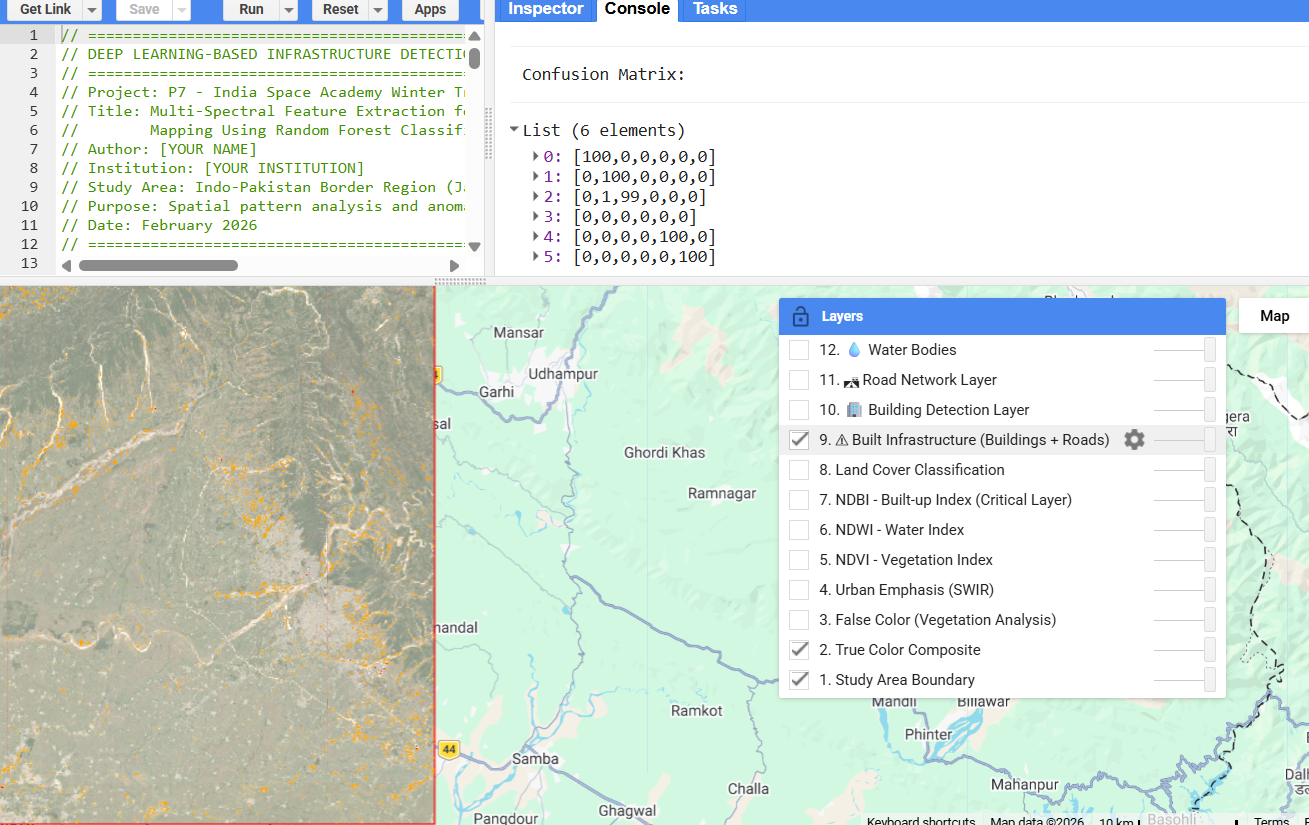 Get Link Save Run Reset Apps
Inspector Console Tasks
1 // =============================================
2 // DEEP LEARNING-BASED INFRASTRUCTURE DETECTI
3 // =============================================
4 // Project: P7 - India Space Academy Winter T
5 // Title: Multi-Spectral Feature Extraction f
6 // Mapping Using Random Forest Classif
7 // Author: [YOUR NAME]
8 // Institution: [YOUR INSTITUTION]
9 // Study Area: Indo-Pakistan Border Region (J
10 // Purpose: Spatial pattern analysis and anom
11 // Date: February 2026
12 // =============================================
13
Confusion Matrix:
List (6 elements)
0: [100,0,0,0,0,0]
1: [0,100,0,0,0,0]
2: [0,1,99,0,0,0]
3: [0,0,0,0,0,0]
4: [0,0,0,0,100,0]
5: [0,0,0,0,0,100]
Layers
Map
12. 💧 Water Bodies
11. 🛤 Road Network Layer
10. 🏢 Building Detection Layer
9. ⚠ Built Infrastructure (Buildings + Roads)
8. Land Cover Classification
7. NDBI - Built-up Index (Critical Layer)
6. NDWI - Water Index
5. NDVI - Vegetation Index
4. Urban Emphasis (SWIR)
3. False Color (Vegetation Analysis)
2. True Color Composite
1. Study Area Boundary
Mansar
Udhampur
Garhi
sal
Ghordi Khas
Ramnagar
gera
mandal
Ramkot
Mandli
Billawar
Phinter
44
Samba
Challa
Mahanpur
Dalh
Ghagwal
Pangdour
Basohli
Keyboard shortcuts Map data ©2026 10 km Terms